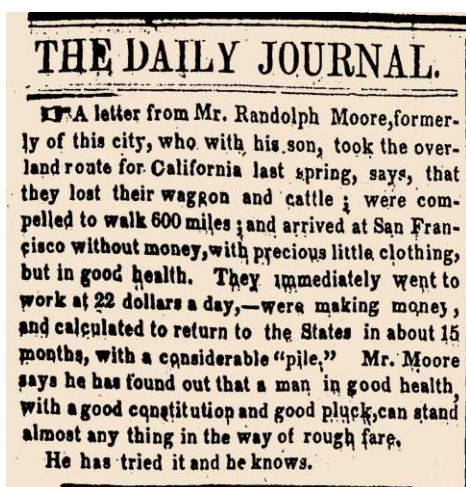 THE DAILY JOURNAL.
☞A letter from Mr. Randolph Moore,former-
ly of this city, who with his son, took the over-
land route for California last spring, says, that
they lost their waggon and cattle ; were com-
pelled to walk 600 miles ; and arrived at San Fran-
cisco without money,with precious little clothing,
but in good health. They immediately went to
work at 22 dollars a day,—were making money,
and calculated to return to the States in about 15
months, with a considerable “pile.” Mr. Moore
says he has found out that a man in good health,
with a good constitution and good pluck,can stand
almost any thing in the way of rough fare.
He has tried it and he knows.